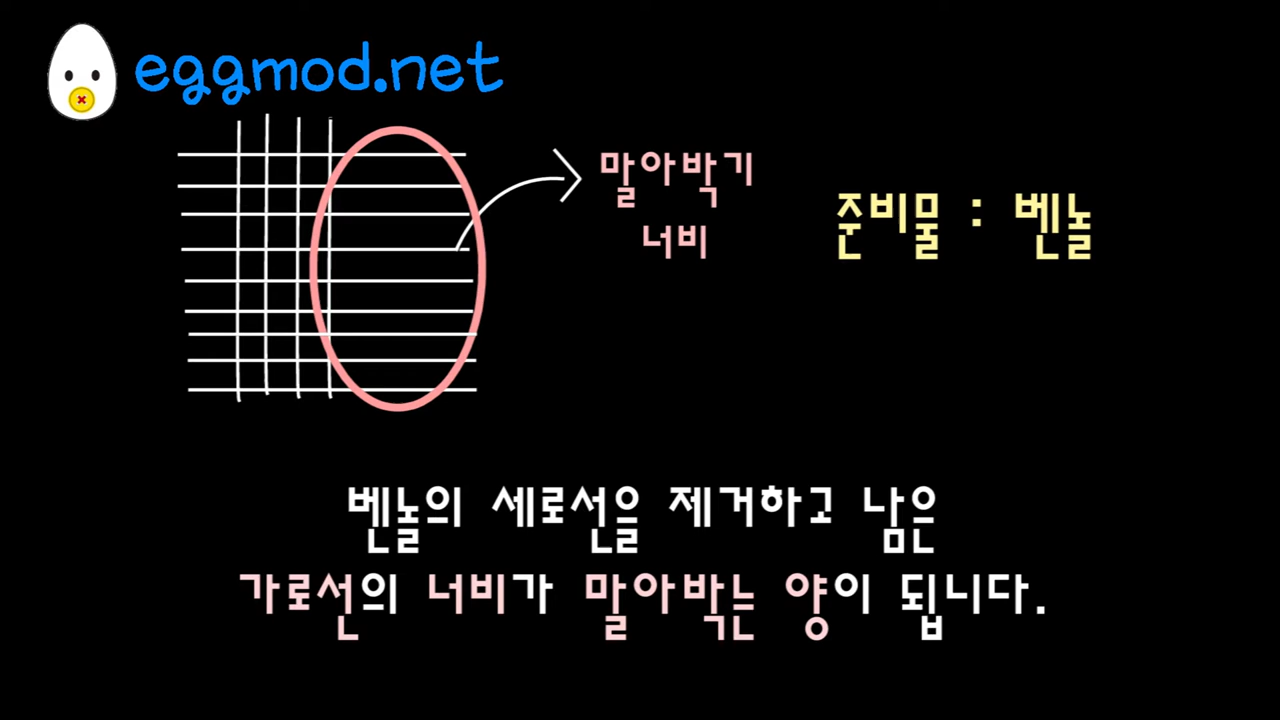 eggmod.net
말아박기
너비
준비물 : 벤놀
벤놀의 세로선을 제거하고 남은
가로선의 너비가 말아박는 양이 됩니다.